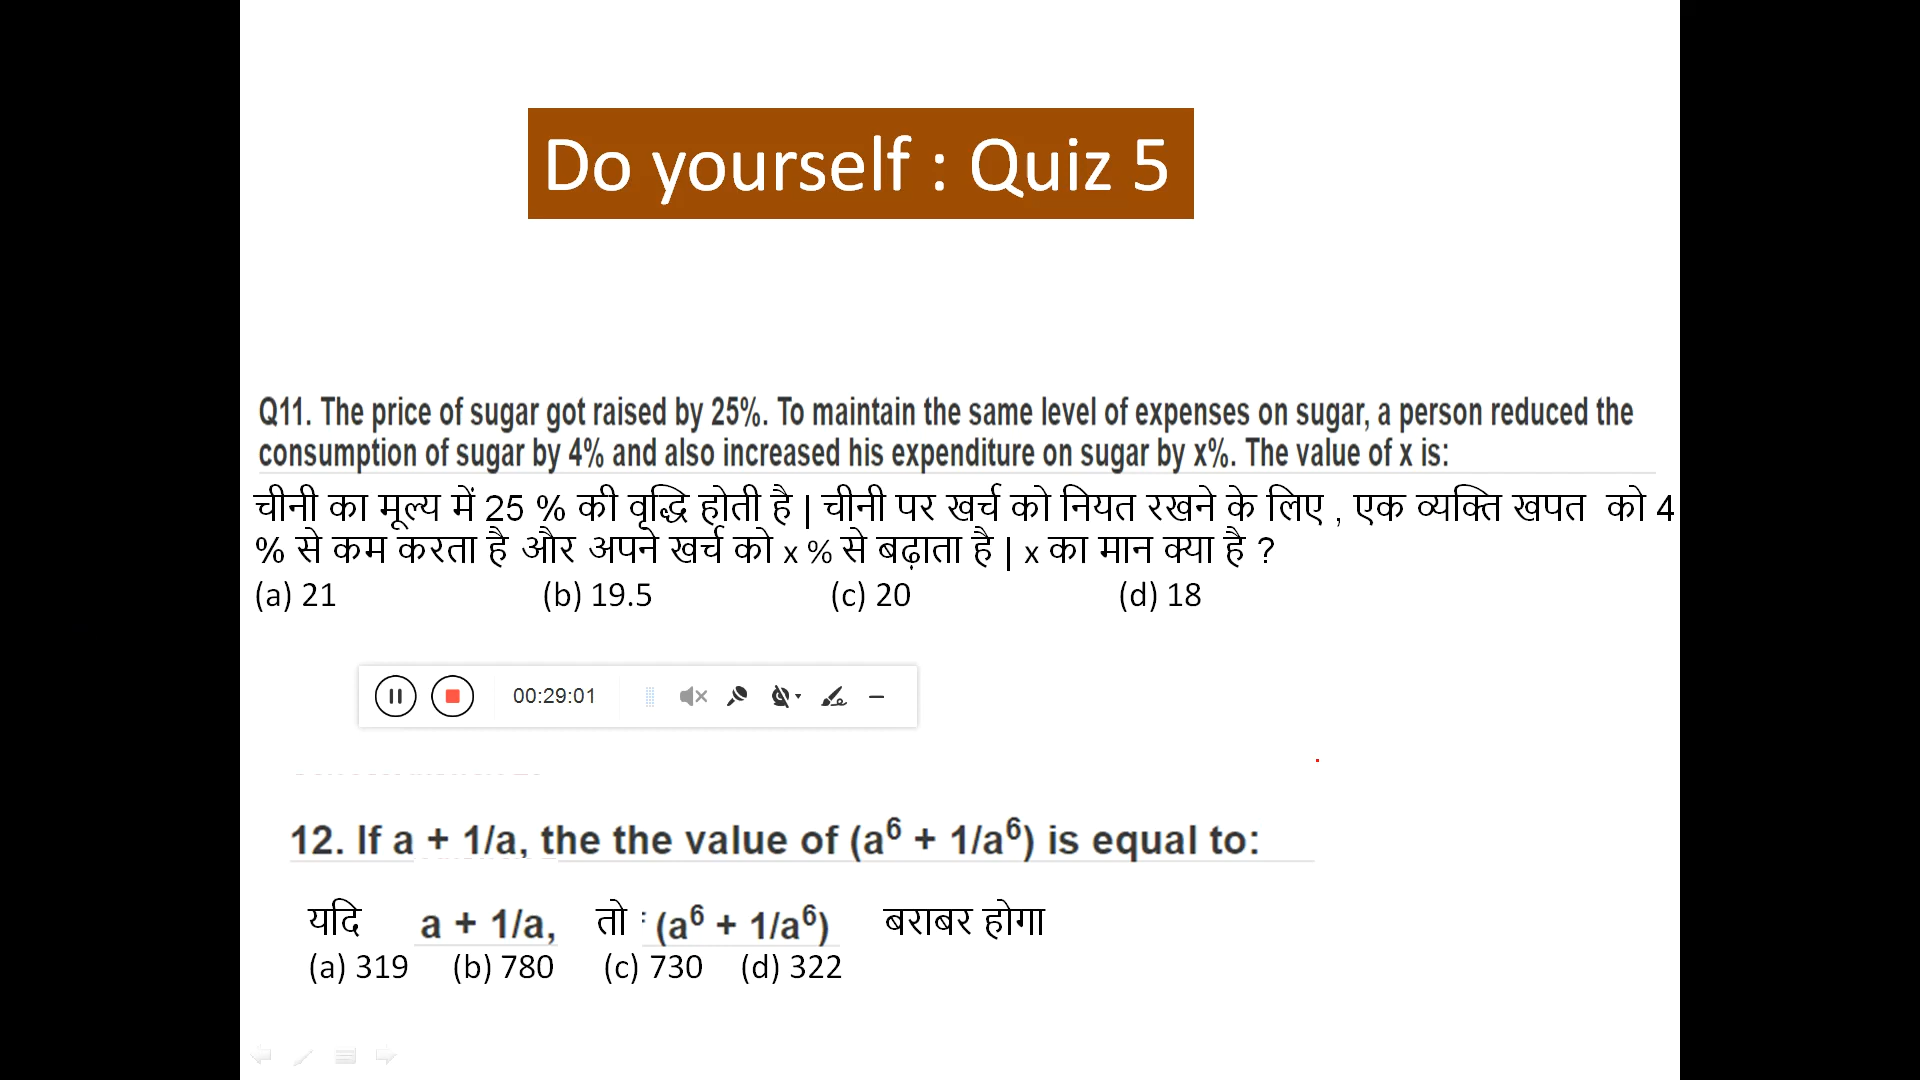 Do yourself : Quiz 5
Q11. The price of sugar got raised by 25%. To maintain the same level of expenses on sugar, a person reduced the
consumption of sugar by 4% and also increased his expenditure on sugar by x%. The value of x is:
चीनी का मूल्य में 25 % की वृद्धि होती है | चीनी पर खर्च को नियत रखने के लिए , एक व्यक्ति खपत को 4
% से कम करता है और अपने खर्च को x % से बढ़ाता है | x का मान क्या है ?
(a) 21 (b) 19.5 (c) 20 (d) 18
00:29:01
12. If a + 1/a, the the value of (a⁶ + 1/a⁶) is equal to:
यदि a + 1/a, तो (a⁶ + 1/a⁶) बराबर होगा
(a) 319 (b) 780 (c) 730 (d) 322